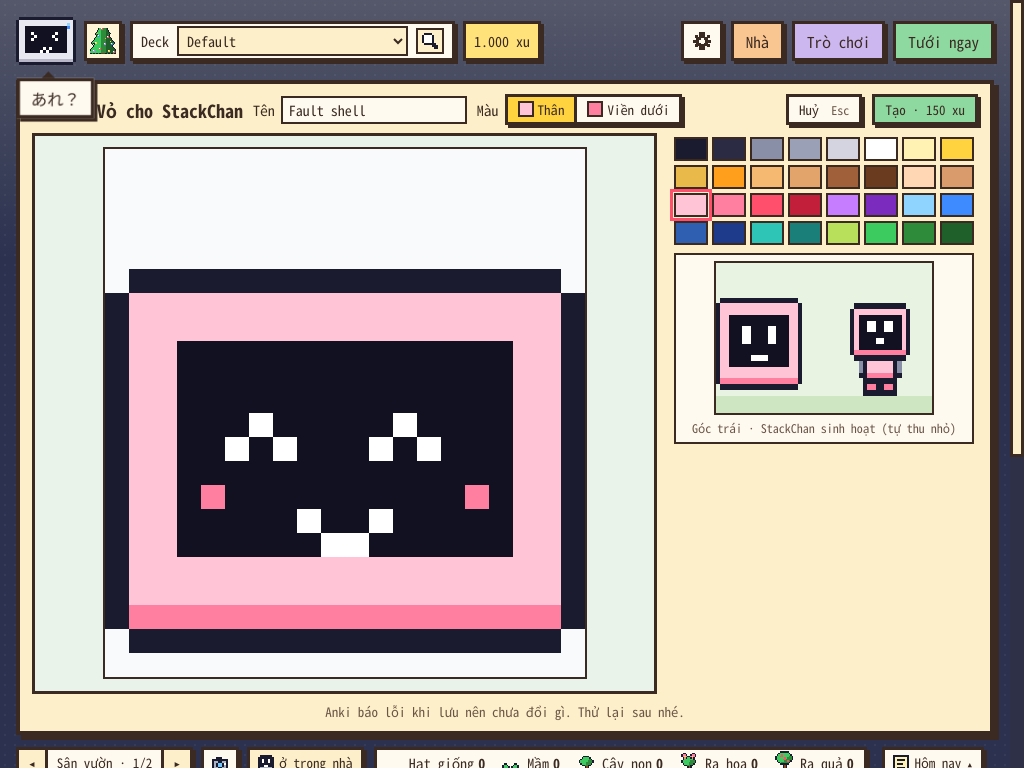 Deck Default 1.000 xu Nhà Trò chơi Tưới ngay
あれ？
Vỏ cho StackChan Tên Fault shell Màu Thân Viền dưới Huỷ Esc Tạo · 150 xu
Góc trái · StackChan sinh hoạt (tự thu nhỏ)
Anki báo lỗi khi lưu nên chưa đổi gì. Thử lại sau nhé.
◂ Sân vườn · 1/2 ▸ ở trong nhà Hạt giống 0 Mầm 0 Cây non 0 Ra hoa 0 Ra quả 0 Hôm nay ▴